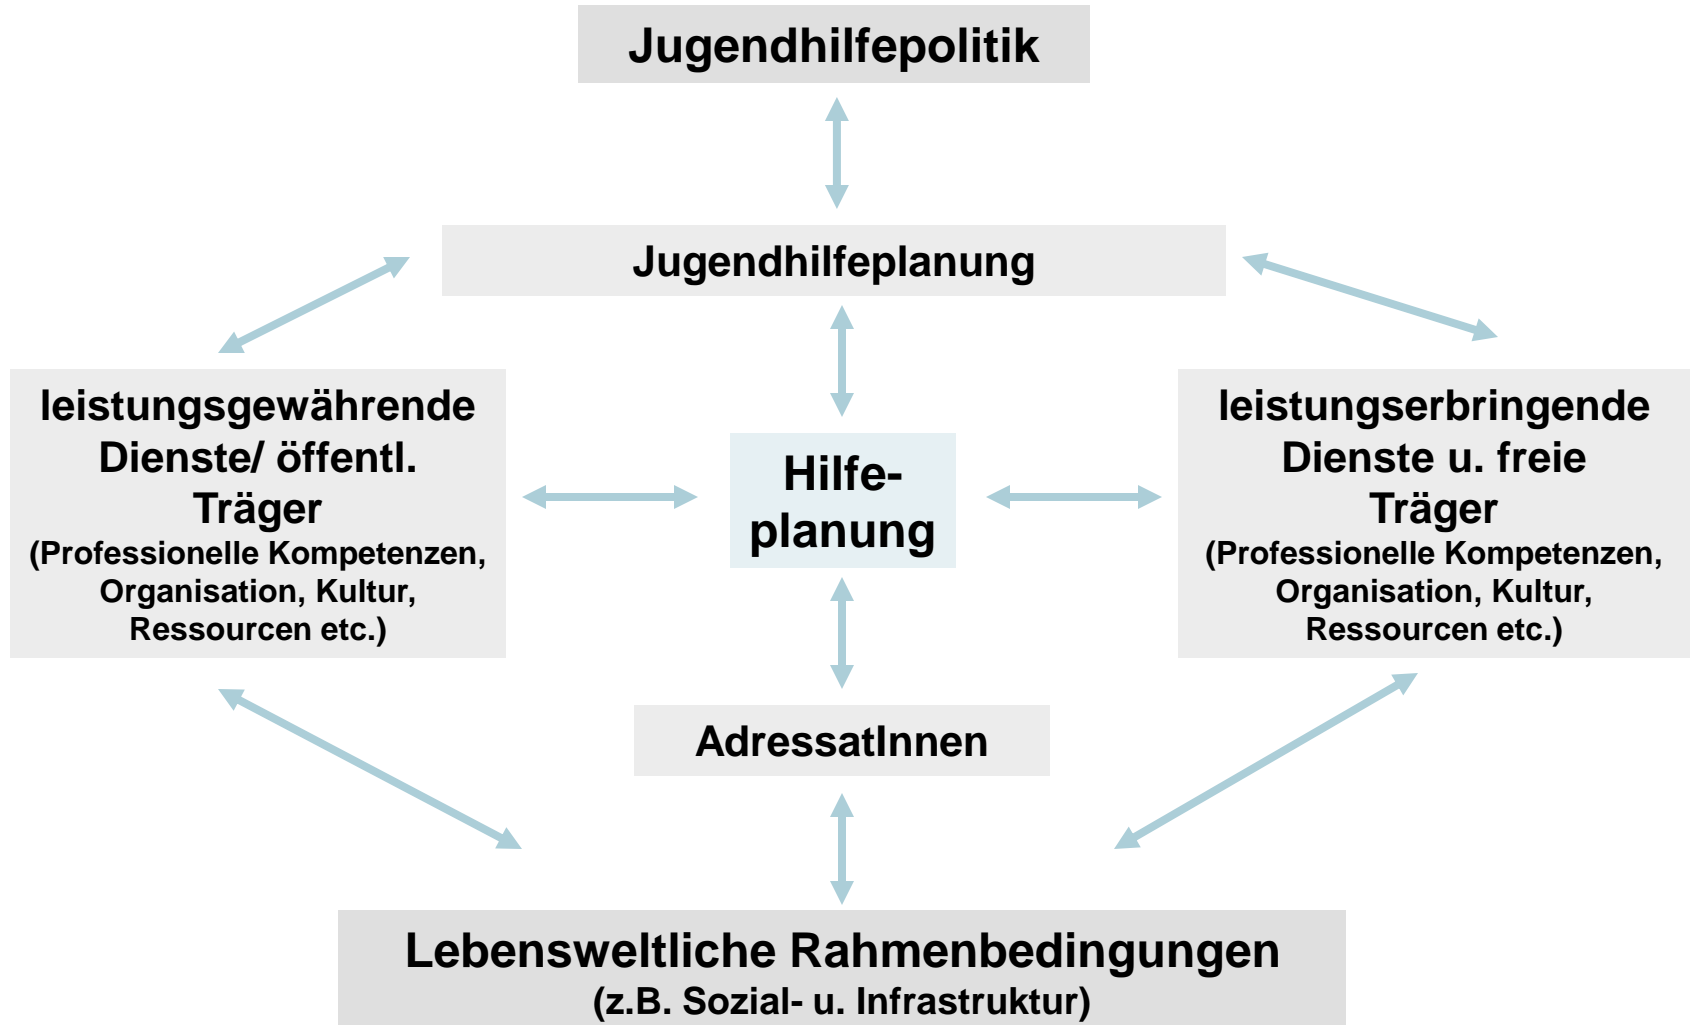 Jugendhilfepolitik
Jugendhilfeplanung
leistungsgewährende
Dienste/ öffentl.
Träger
(Professionelle Kompetenzen,
Organisation, Kultur,
Ressourcen etc.)
Hilfe-
planung
leistungserbringende
Dienste u. freie
Träger
(Professionelle Kompetenzen,
Organisation, Kultur,
Ressourcen etc.)
AdressatInnen
Lebensweltliche Rahmenbedingungen
(z.B. Sozial- u. Infrastruktur)